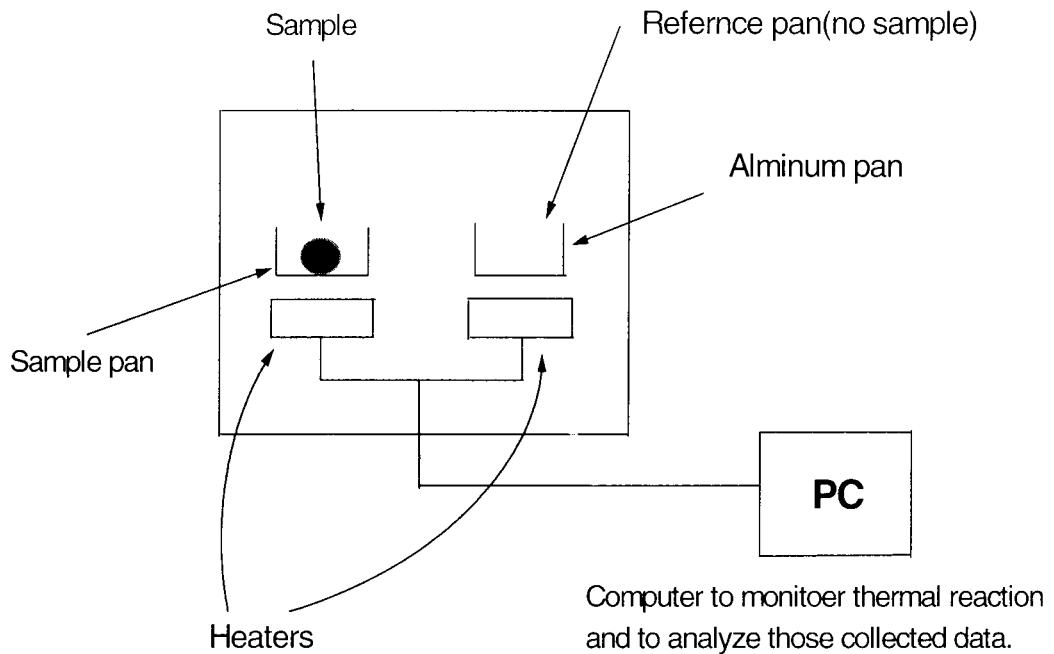 Sample
Refernce pan(no sample)
Alminum pan
Sample pan
PC
Heaters
Computer to monitoer thermal reaction
and to analyze those collected data.